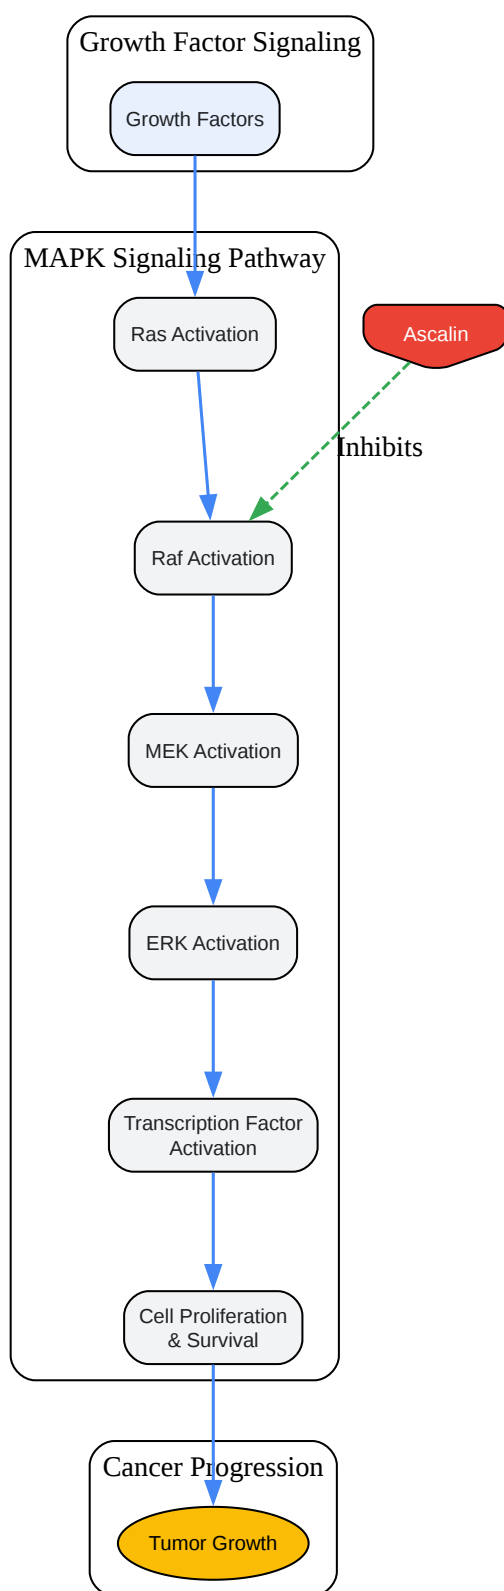 Growth Factor Signaling
Growth Factors
MAPK Signaling Pathway
Ras Activation
Ascalin
Inhibits
Raf Activation
MEK Activation
ERK Activation
Transcription Factor
Activation
Cell Proliferation
& Survival
Cancer Progression
Tumor Growth